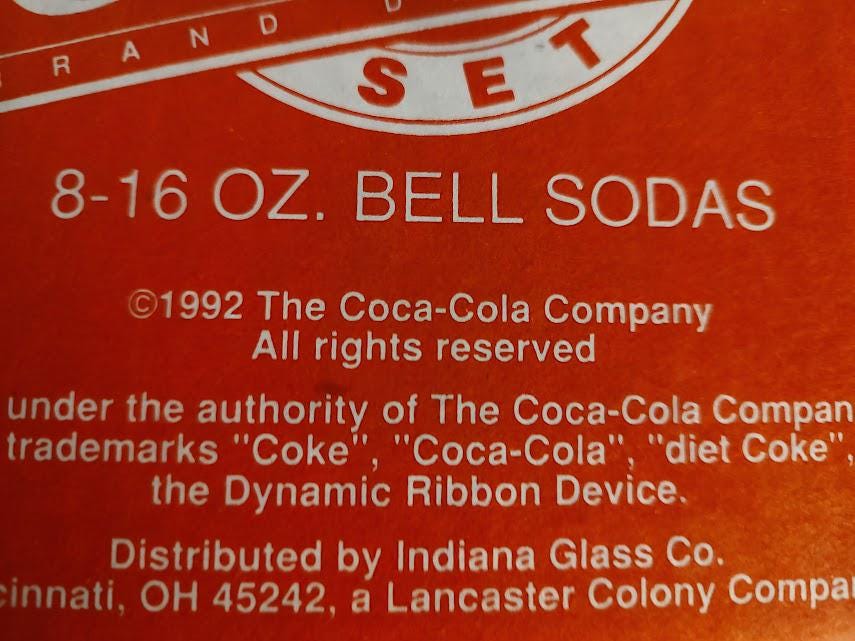 RAND D
SET
8-16 OZ. BELL SODAS
©1992 The Coca-Cola Company
All rights reserved
under the authority of The Coca-Cola Compan
trademarks "Coke", "Coca-Cola", "diet Coke",
the Dynamic Ribbon Device.
Distributed by Indiana Glass Co.
cinnati, OH 45242, a Lancaster Colony Compa